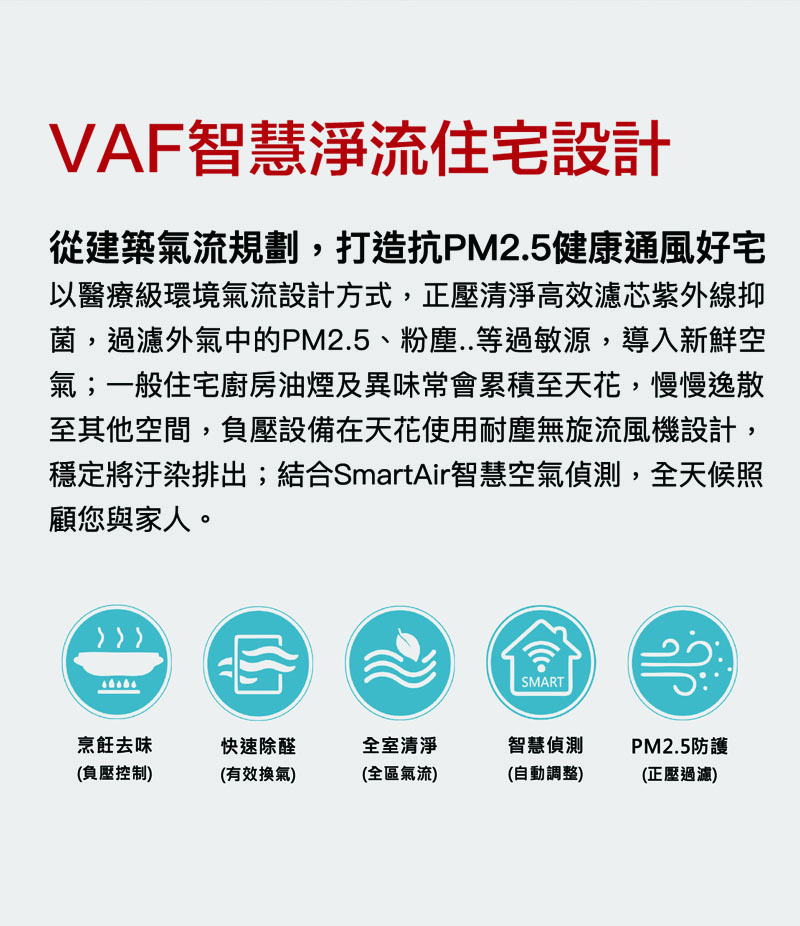 VAF智慧淨流住宅設計
從建築氣流規劃，打造抗PM2.5健康通風好宅
以醫療級環境氣流設計方式，正壓清淨高效濾芯紫外線抑
菌，過濾外氣中的PM2.5、粉塵..等過敏源，導入新鮮空
氣；一般住宅廚房油煙及異味常會累積至天花，慢慢逸散
至其他空間，負壓設備在天花使用耐塵無旋流風機設計，
穩定將汙染排出；結合SmartAir智慧空氣偵測，全天候照
顧您與家人。
SMART
烹飪去味
(負壓控制)
快速除醛
(有效換氣)
全室清淨
(全區氣流)
智慧偵測
(自動調整)
PM2.5防護
(正壓過濾)